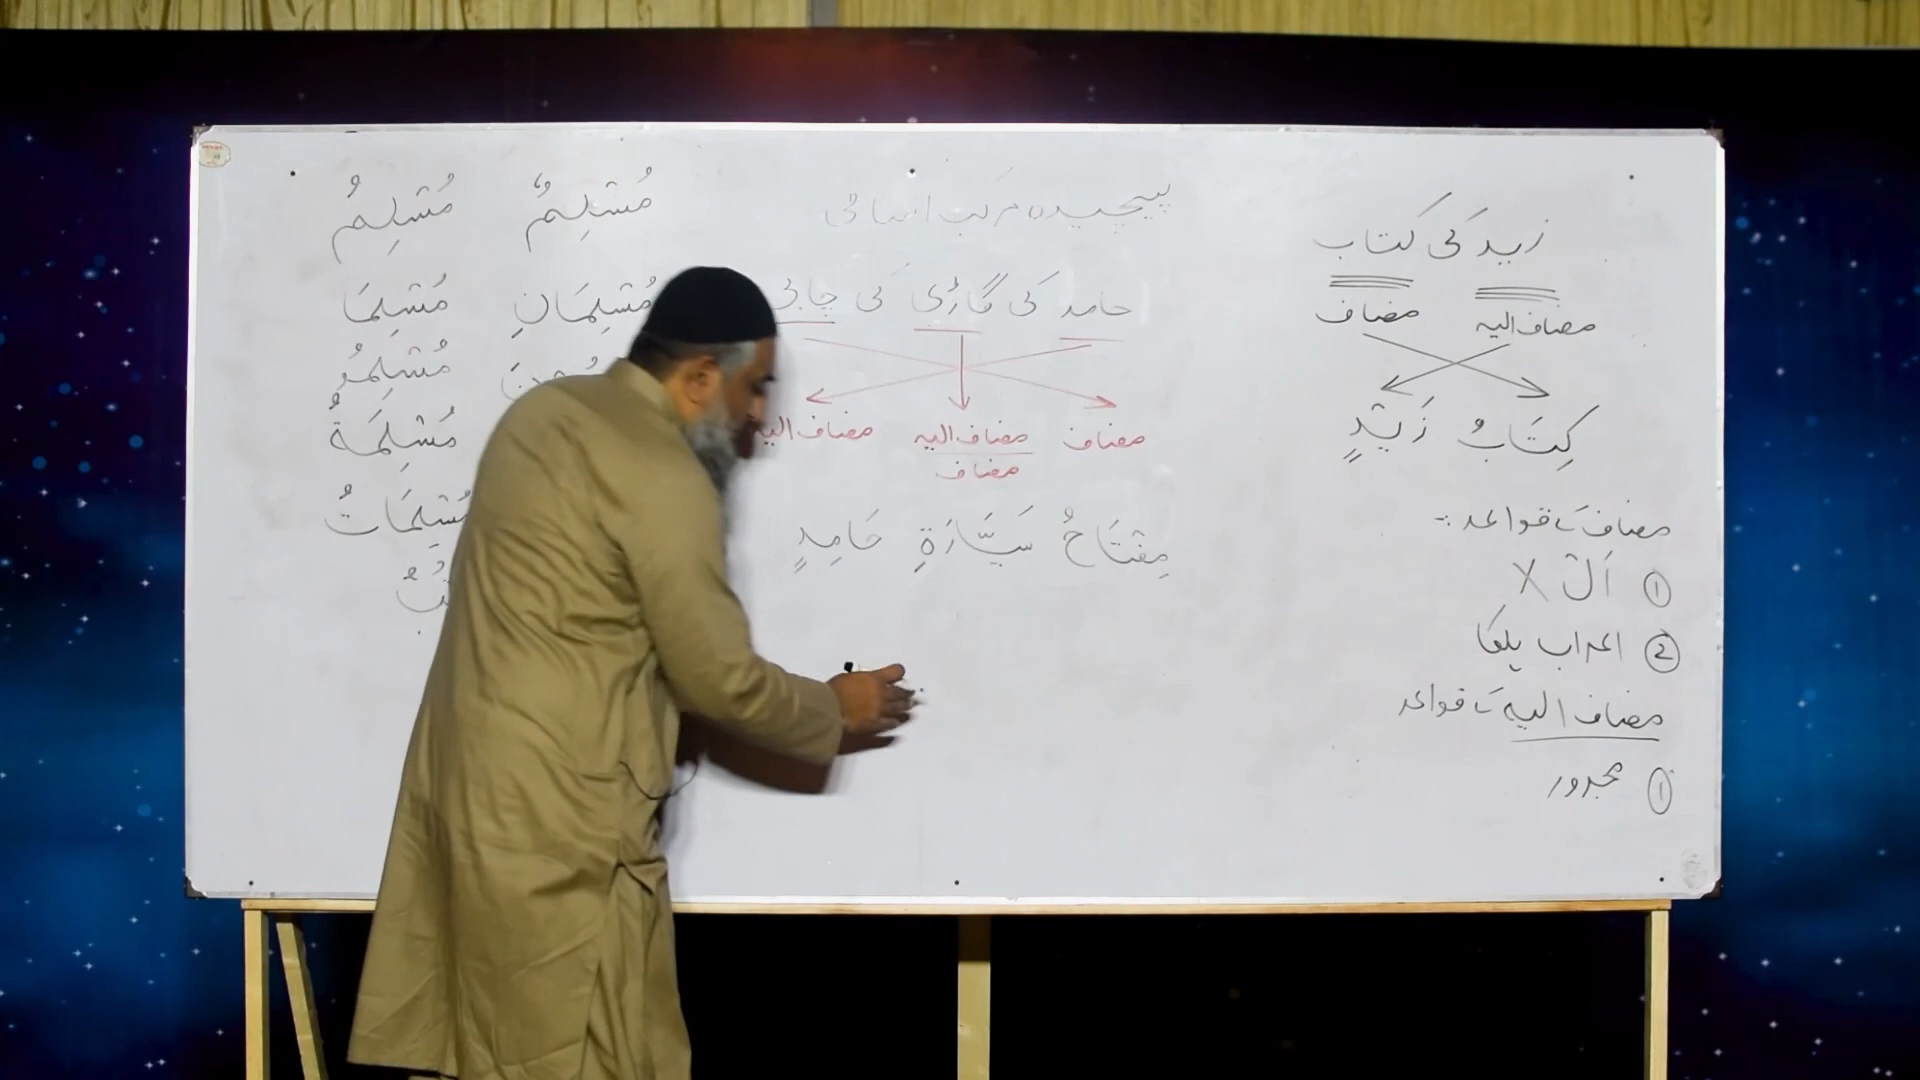 زید کی کتاب
مضاف الیہ مضاف
کِتَابُ زَیْدٍ
مضاف کے قواعد :-
① اَلْ X
② اعراب ہلکا
مضاف الیہ کے قواعد
① مجرور
پیچیدہ مرکب اضافی
حامد کی گاڑی کی چابی
مضاف مضاف الیہ مضاف الیہ
مضاف
مِفْتَاحُ سَيَّارَةِ حَامِدٍ
مُسْلِمٌ مُسْلِمُ
مُسْلِمَانِ مُسْلِمَا
مُسْلِمُو
مُسْلِمَةُ
مُسْلِمَاتُ